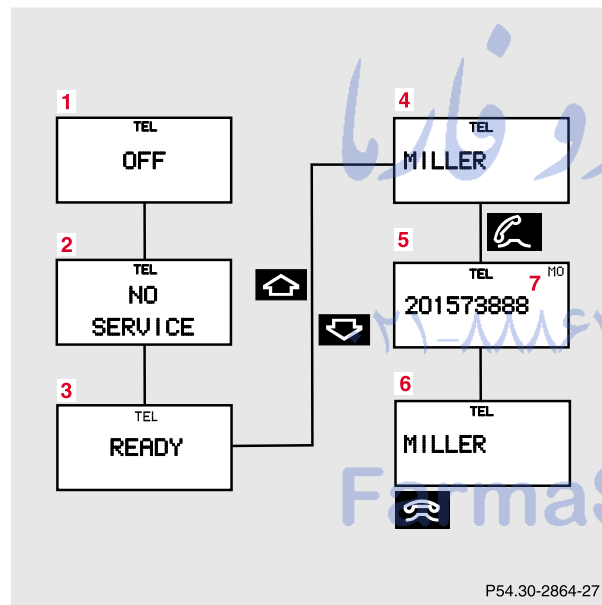 1
TEL
OFF
2
TEL
NO
SERVICE
3
TEL
READY
4
TEL
MILLER
5
TEL
7
MO
201573888
6
TEL
MILLER
P54.30-2864-27